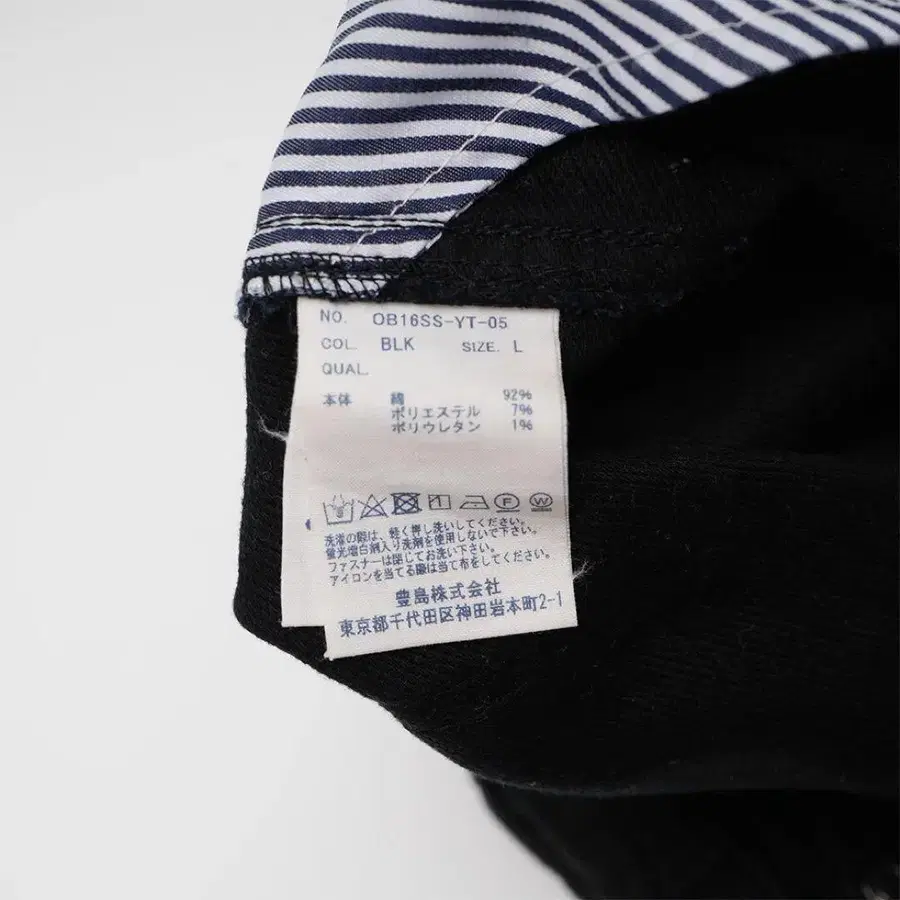 NO. OB16SS-YT-05
COL. BLK SIZE. L
QUAL.
本体 綿 92%
ポリエステル 7%
ポリウレタン 1%
洗濯の際は、軽く押し洗いしてください。
蛍光増白剤入り洗剤を使用しないで下さい。
ファスナーは閉じてお洗い下さい。
アイロンを当てる際は当て布をしてください。
豊島株式会社
東京都千代田区神田岩本町2-1